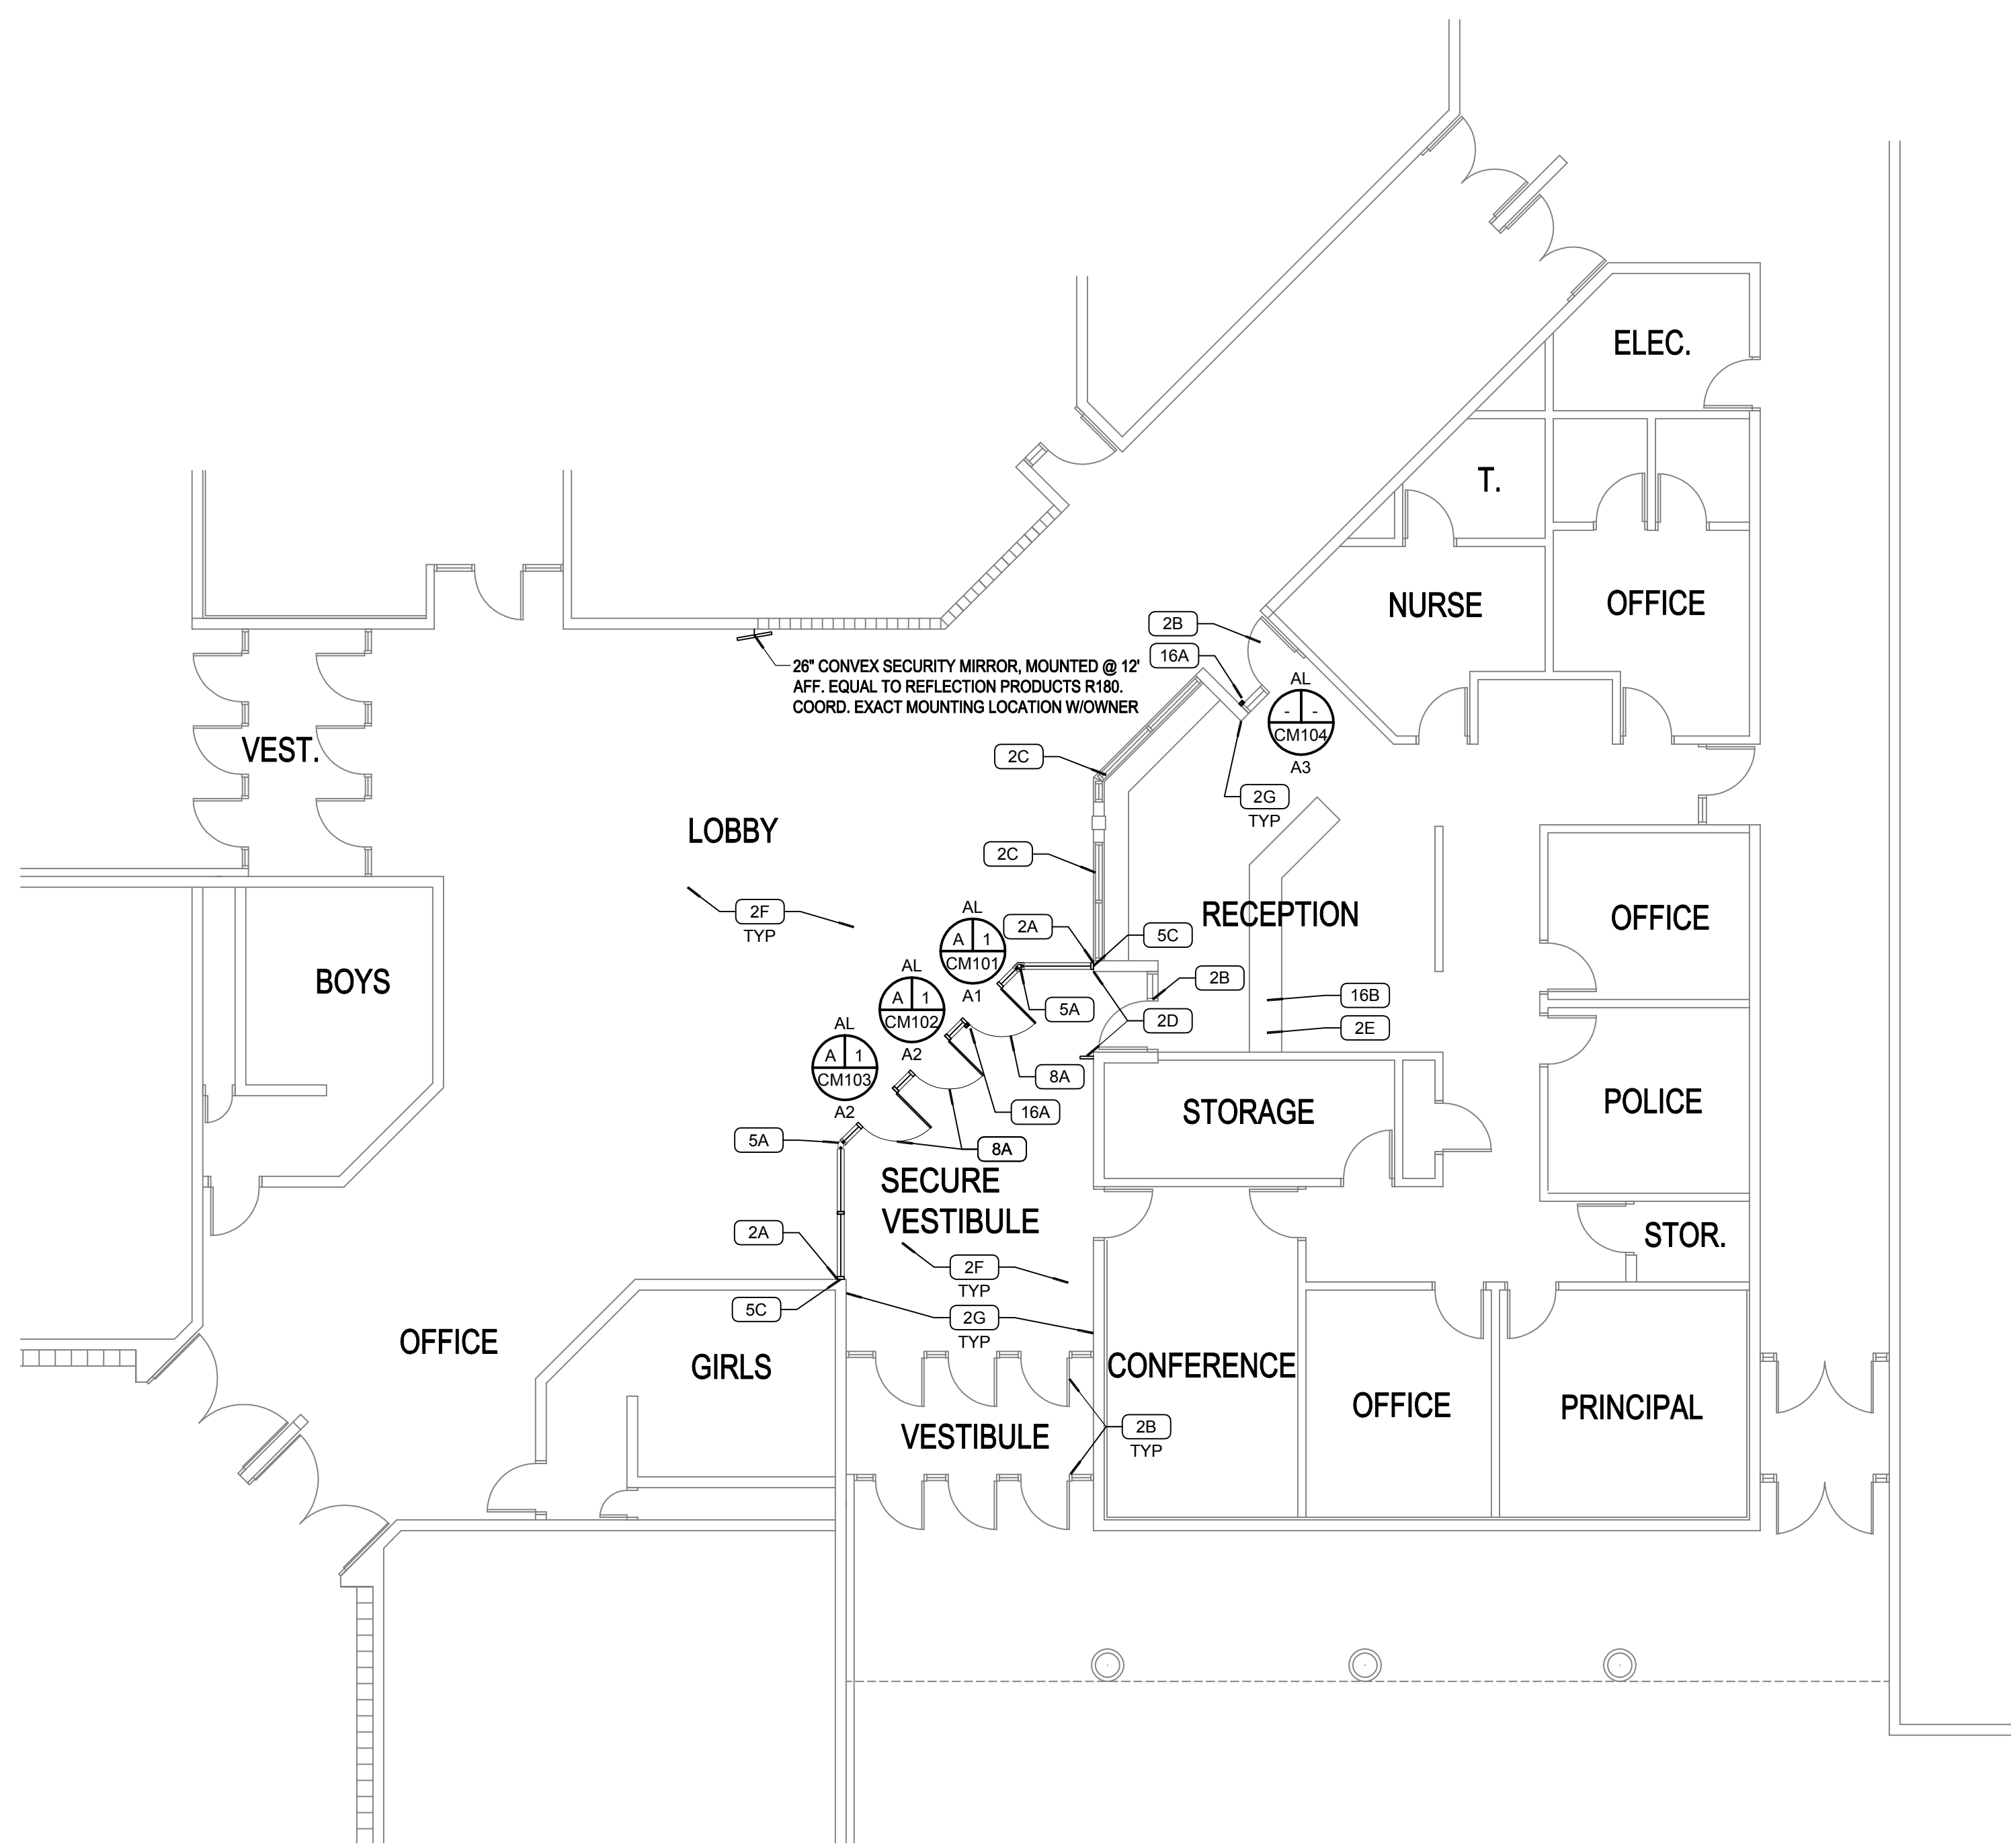 ELEC.
T.
NURSE
OFFICE
2B
16A
26" CONVEX SECURITY MIRROR, MOUNTED @ 12'
AFF. EQUAL TO REFLECTION PRODUCTS R180.
COORD. EXACT MOUNTING LOCATION W/OWNER
AL
- -
CM104
A3
VEST.
2C
2G
TYP
LOBBY
2C
2F
TYP
RECEPTION
OFFICE
AL
A 1
CM101
A1
2A
5C
BOYS
AL
A 1
CM102
A2
2B
5A
2D
16B
2E
AL
A 1
CM103
A2
8A
16A
STORAGE
POLICE
5A
8A
SECURE
VESTIBULE
2A
STOR.
2F
TYP
5C
2G
TYP
OFFICE
GIRLS
CONFERENCE
OFFICE
PRINCIPAL
VESTIBULE
2B
TYP